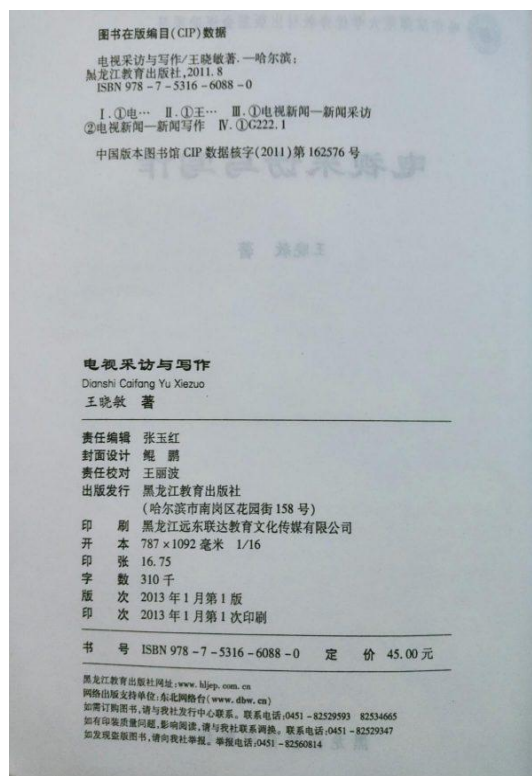 图书在版编目(CIP)数据
电视采访与写作/王晓敏著.—哈尔滨:
黑龙江教育出版社,2011.8
ISBN 978-7-5316-6088-0
Ⅰ.①电… Ⅱ.①王… Ⅲ.①电视新闻—新闻采访
②电视新闻—新闻写作 Ⅳ.①G222.1
中国版本图书馆CIP数据核字(2011)第162576号
电视采访与写作
Dianshi Caifang Yu Xiezuo
王晓敏 著
责任编辑 张玉红
封面设计 鲲 鹏
责任校对 王丽波
出版发行 黑龙江教育出版社
(哈尔滨市南岗区花园街158号)
印 刷 黑龙江远东联达教育文化传媒有限公司
开 本 787×1092毫米 1/16
印 张 16.75
字 数 310千
版 次 2013年1月第1版
印 次 2013年1月第1次印刷
书 号 ISBN 978-7-5316-6088-0 定 价 45.00元
黑龙江教育出版社网址:www.hljep.com.cn
网络出版支持单位:东北网络台(www.dbw.cn)
如需订购图书,请与我社发行中心联系。联系电话:0451-82529593 82534665
如有印装质量问题,影响阅读,请与我社联系调换。联系电话:0451-82529347
如发现盗版图书,请向我社举报。举报电话:0451-82560814